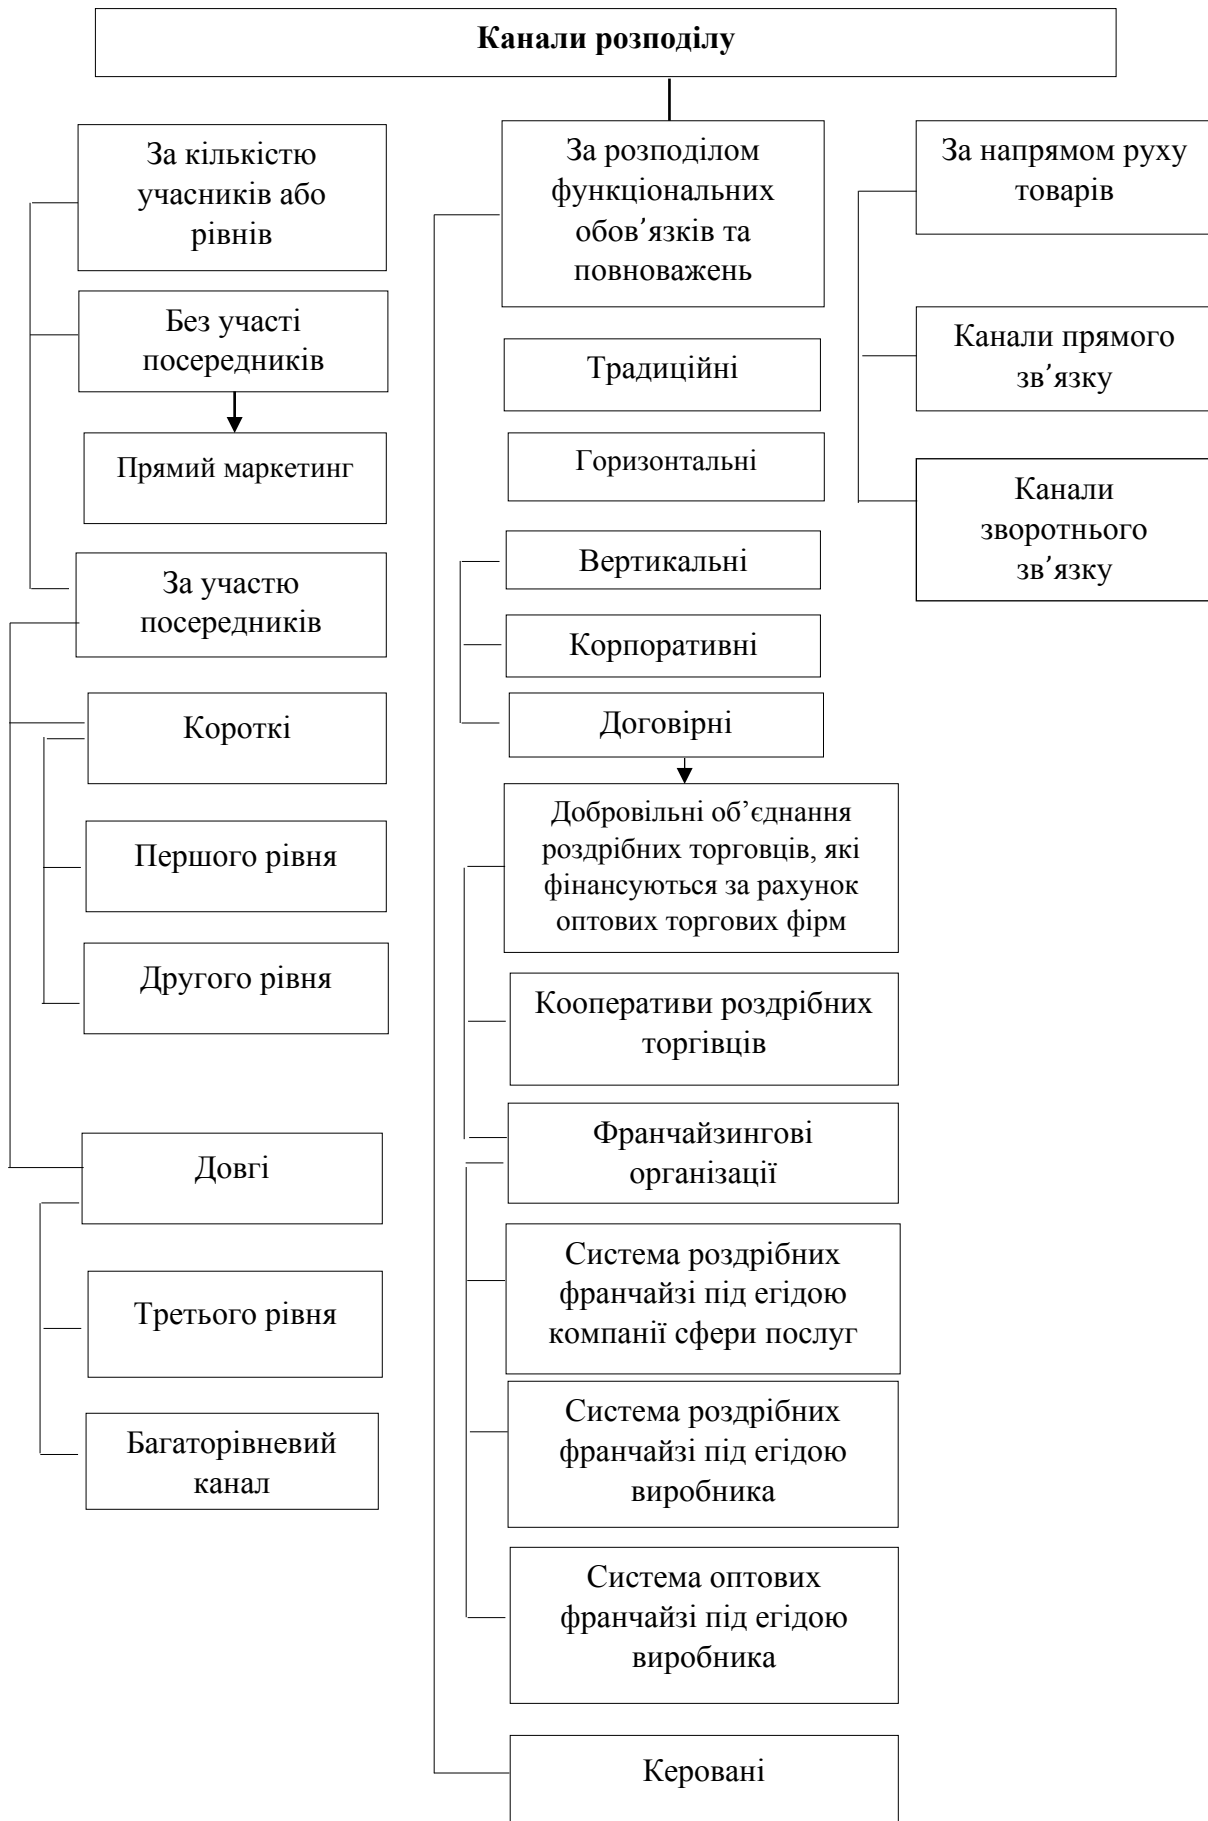 Канали розподілу
За кількістю
учасників або
рівнів
Без участі
посередників
Прямий маркетинг
За участю
посередників
Короткі
Першого рівня
Другого рівня
Довгі
Третього рівня
Багаторівневий
канал
За розподілом
функціональних
обов’язків та
повноважень
Традиційні
Горизонтальні
Вертикальні
Корпоративні
Договірні
Добровільні об’єднання
роздрібних торговців, які
фінансуються за рахунок
оптових торгових фірм
Кооперативи роздрібних
торгівців
Франчайзингові
організації
Система роздрібних
франчайзі під егідою
компанії сфери послуг
Система роздрібних
франчайзі під егідою
виробника
Система оптових
франчайзі під егідою
виробника
Керовані
За напрямом руху
товарів
Канали прямого
зв’язку
Канали
зворотнього
зв’язку